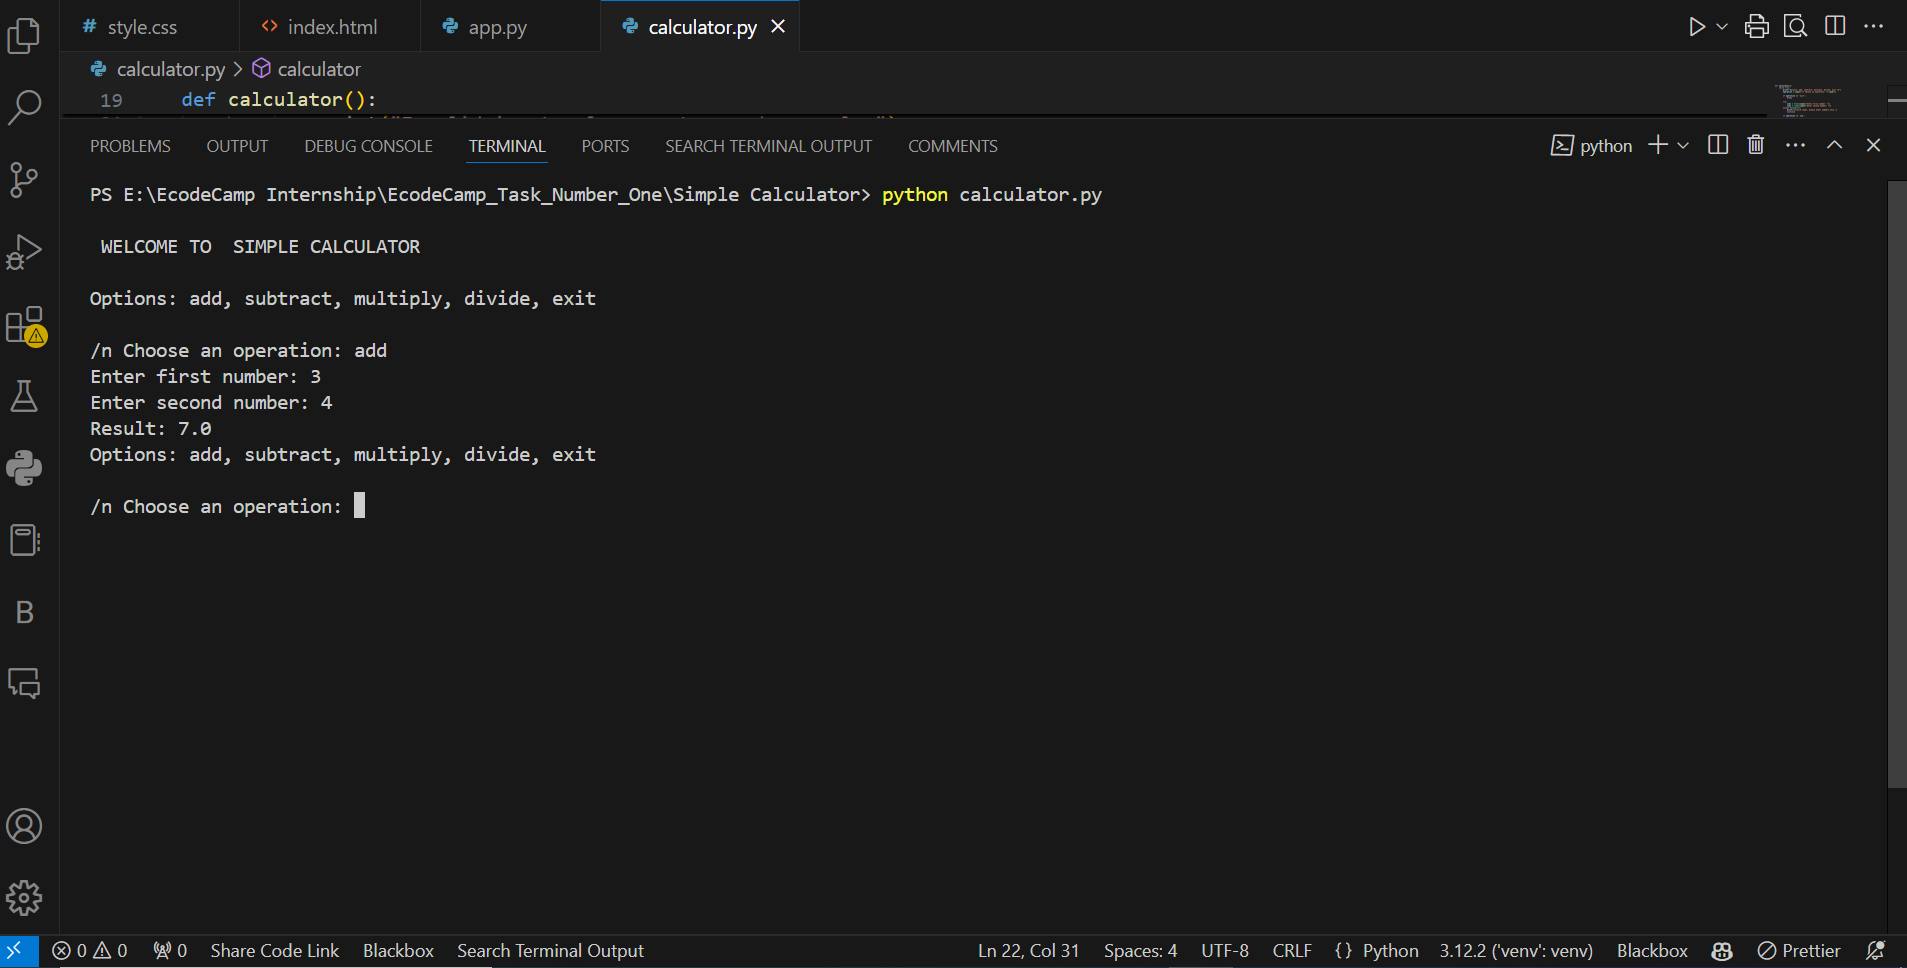 # style.css <> index.html app.py calculator.py
calculator.py > calculator
19 def calculator():
PROBLEMS OUTPUT DEBUG CONSOLE TERMINAL PORTS SEARCH TERMINAL OUTPUT COMMENTS python
PS E:\EcodeCamp Internship\EcodeCamp_Task_Number_One\Simple Calculator> python calculator.py
WELCOME TO  SIMPLE CALCULATOR
Options: add, subtract, multiply, divide, exit
/n Choose an operation: add
Enter first number: 3
Enter second number: 4
Result: 7.0
Options: add, subtract, multiply, divide, exit
/n Choose an operation:
B
0 0 0 Share Code Link Blackbox Search Terminal Output Ln 22, Col 31 Spaces: 4 UTF-8 CRLF {} Python 3.12.2 ('venv': venv) Blackbox Prettier